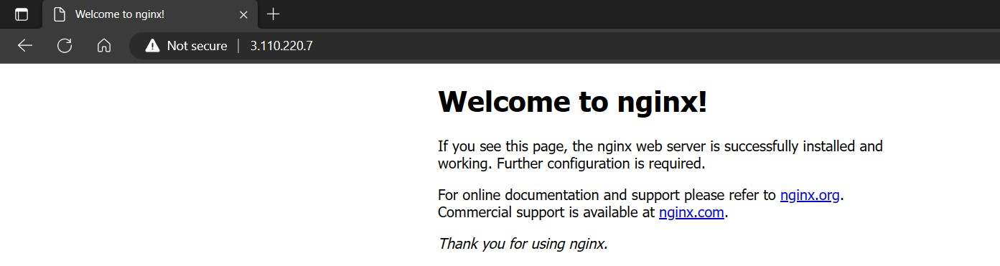 Welcome to nginx!
Not secure
3.110.220.7
Welcome to nginx!
If you see this page, the nginx web server is successfully installed and
working. Further configuration is required.
For online documentation and support please refer to nginx.org.
Commercial support is available at nginx.com.
Thank you for using nginx.